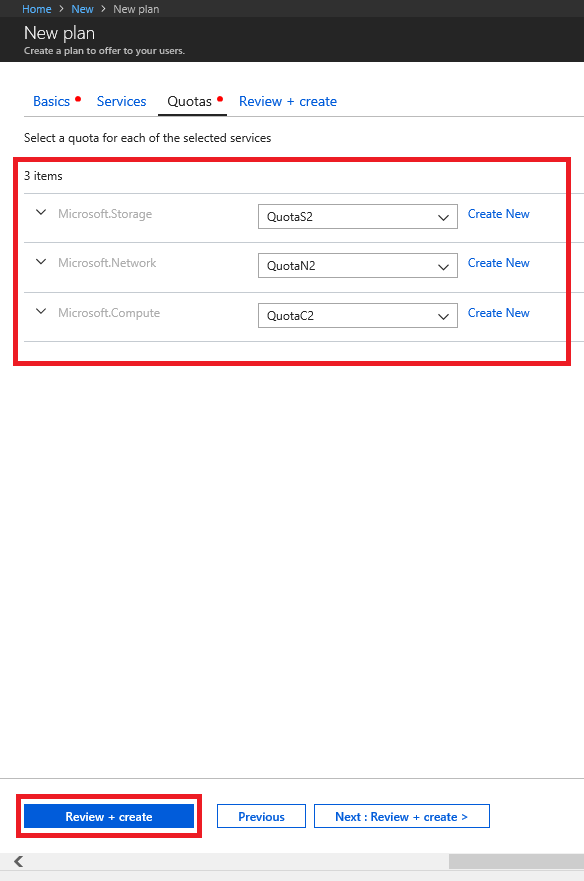 Home > New > New plan
New plan
Create a plan to offer to your users.
Basics Services Quotas Review + create
Select a quota for each of the selected services
3 items
Microsoft.Storage QuotaS2 Create New
Microsoft.Network QuotaN2 Create New
Microsoft.Compute QuotaC2 Create New
Review + create Previous Next : Review + create >